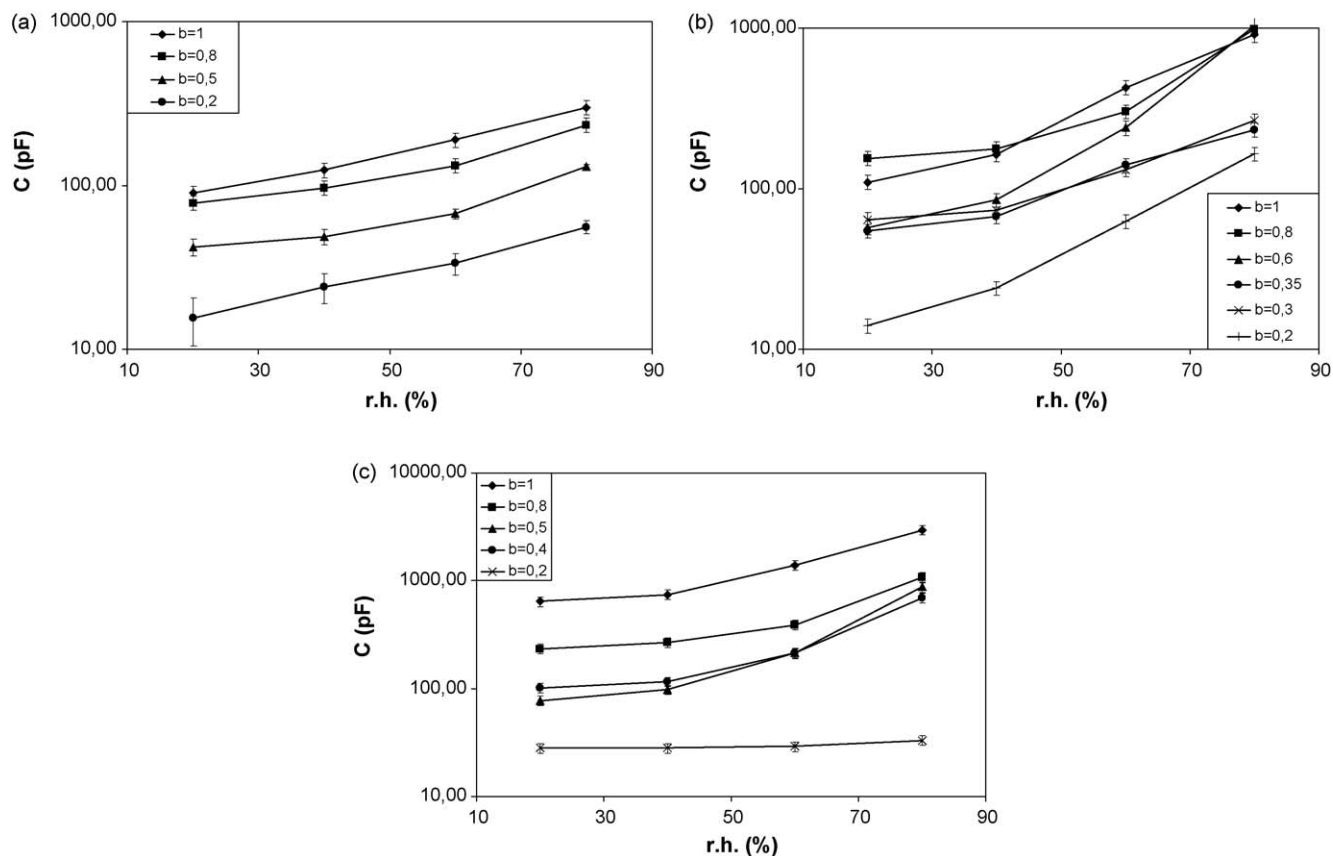 (a)
1000,00
100,00
10,00
C (pF)
b=1
b=0,8
b=0,5
b=0,2
10 30 50 70 90
r.h. (%)
(b)
1000,00
100,00
10,00
C (pF)
b=1
b=0,8
b=0,6
b=0,35
b=0,3
b=0,2
10 30 50 70 90
r.h. (%)
(c)
10000,00
1000,00
100,00
10,00
C (pF)
b=1
b=0,8
b=0,5
b=0,4
b=0,2
10 30 50 70 90
r.h. (%)